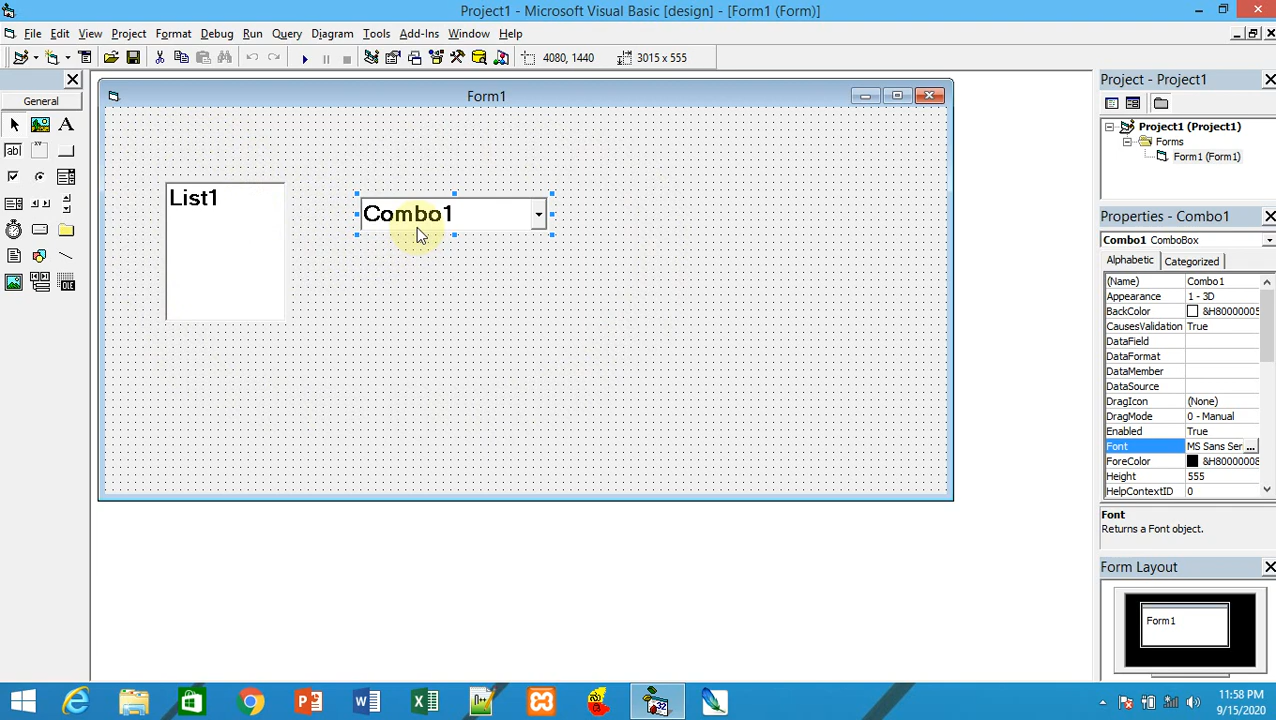 Project1 - Microsoft Visual Basic [design] - [Form1 (Form)]
File Edit View Project Format Debug Run Query Diagram Tools Add-Ins Window Help
4080, 1440 3015 x 555
General
A
ab|
OLE
Form1
List1
Combo1
Project - Project1
Project1 (Project1)
Forms
Form1 (Form1)
Properties - Combo1
Combo1 ComboBox
Alphabetic Categorized
(Name) Combo1
Appearance 1 - 3D
BackColor &H80000005
CausesValidation True
DataField
DataFormat
DataMember
DataSource
DragIcon (None)
DragMode 0 - Manual
Enabled True
Font MS Sans Ser ...
ForeColor &H80000008
Height 555
HelpContextID 0
Font
Returns a Font object.
Form Layout
Form1
11:58 PM
9/15/2020